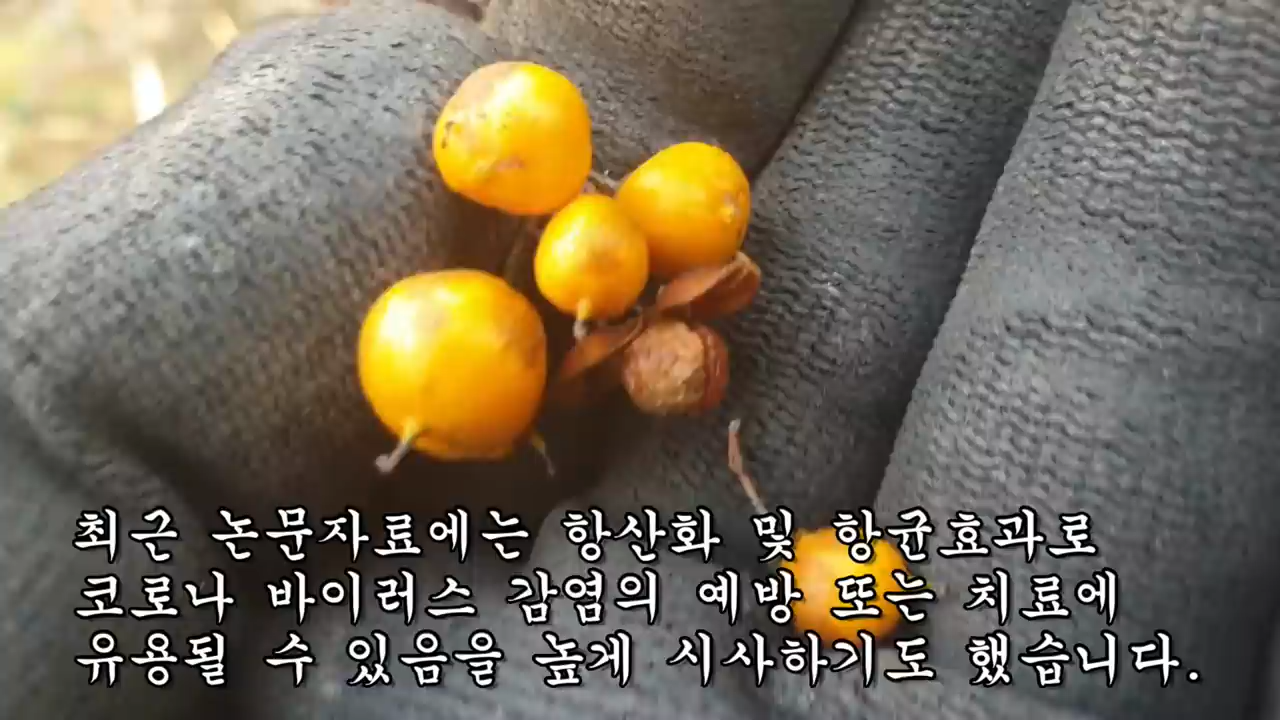 최근 논문자료에는 항산화 및 항균효과로
코로나 바이러스 감염의 예방 또는 치료에
유용될 수 있음을 높게 시사하기도 했습니다.